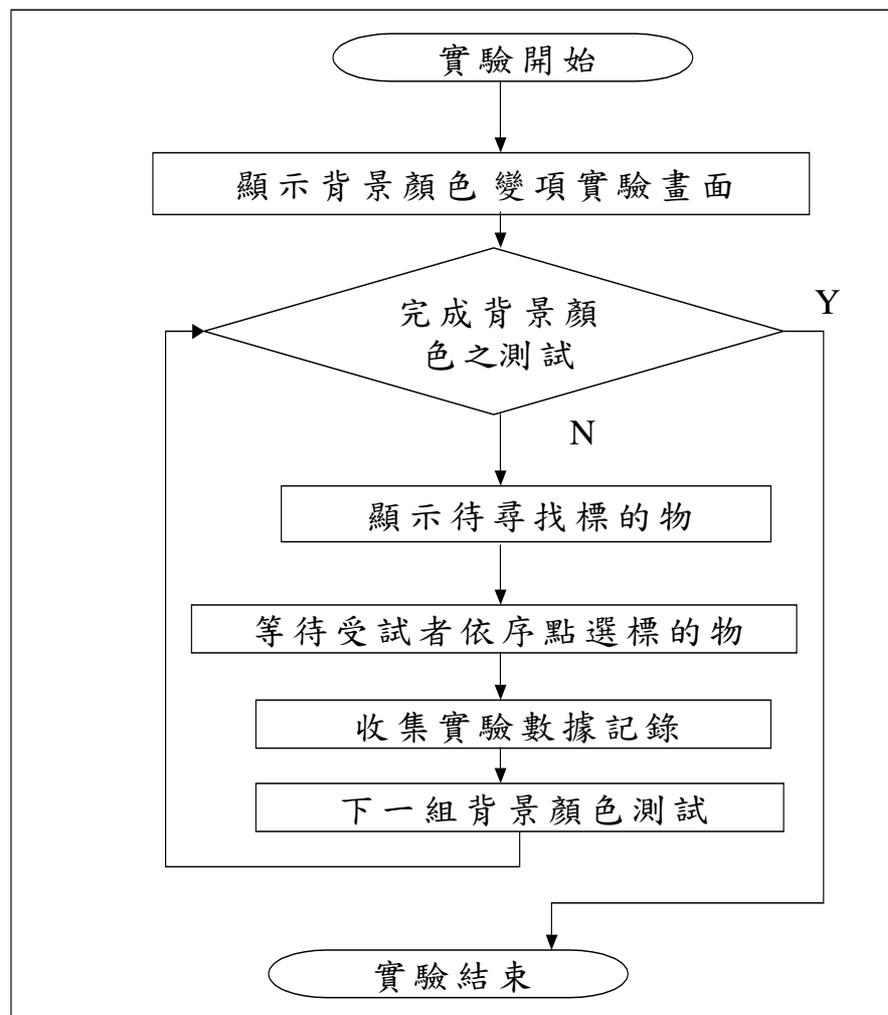 實驗開始
顯示背景顏色變項實驗畫面
完成背景顏
色之測試
Y
N
顯示待尋找標的物
等待受試者依序點選標的物
收集實驗數據記錄
下一組背景顏色測試
實驗結束